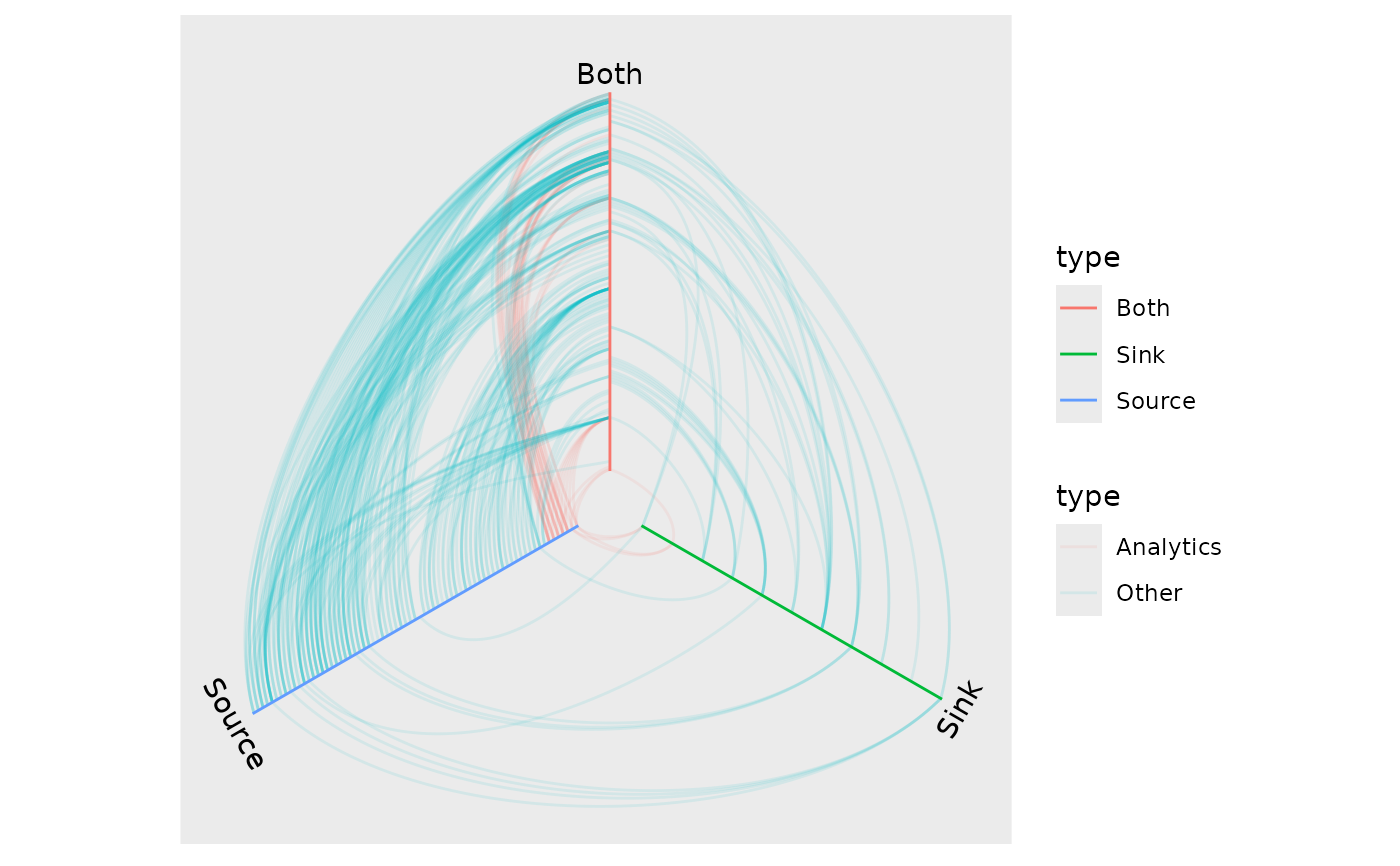 Both
Source
Sink
type
Both
Sink
Source
type
Analytics
Other